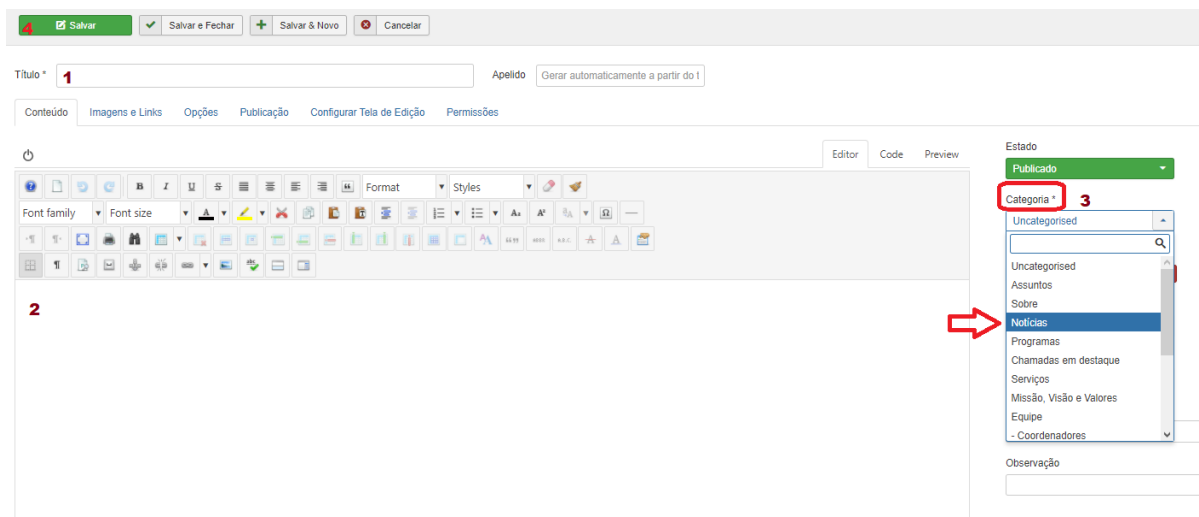 4 Salvar Salvar e Fechar Salvar & Novo Cancelar
Título * 1 Apelido Gerar automaticamente a partir do t
Conteúdo Imagens e Links Opções Publicação Configurar Tela de Edição Permissões
Editor Code Preview
Format Styles
Font family Font size
2
Estado
Publicado
Categoria * 3
Uncategorised
Uncategorised
Assuntos
Sobre
Notícias
Programas
Chamadas em destaque
Serviços
Missão, Visão e Valores
Equipe
- Coordenadores
Observação